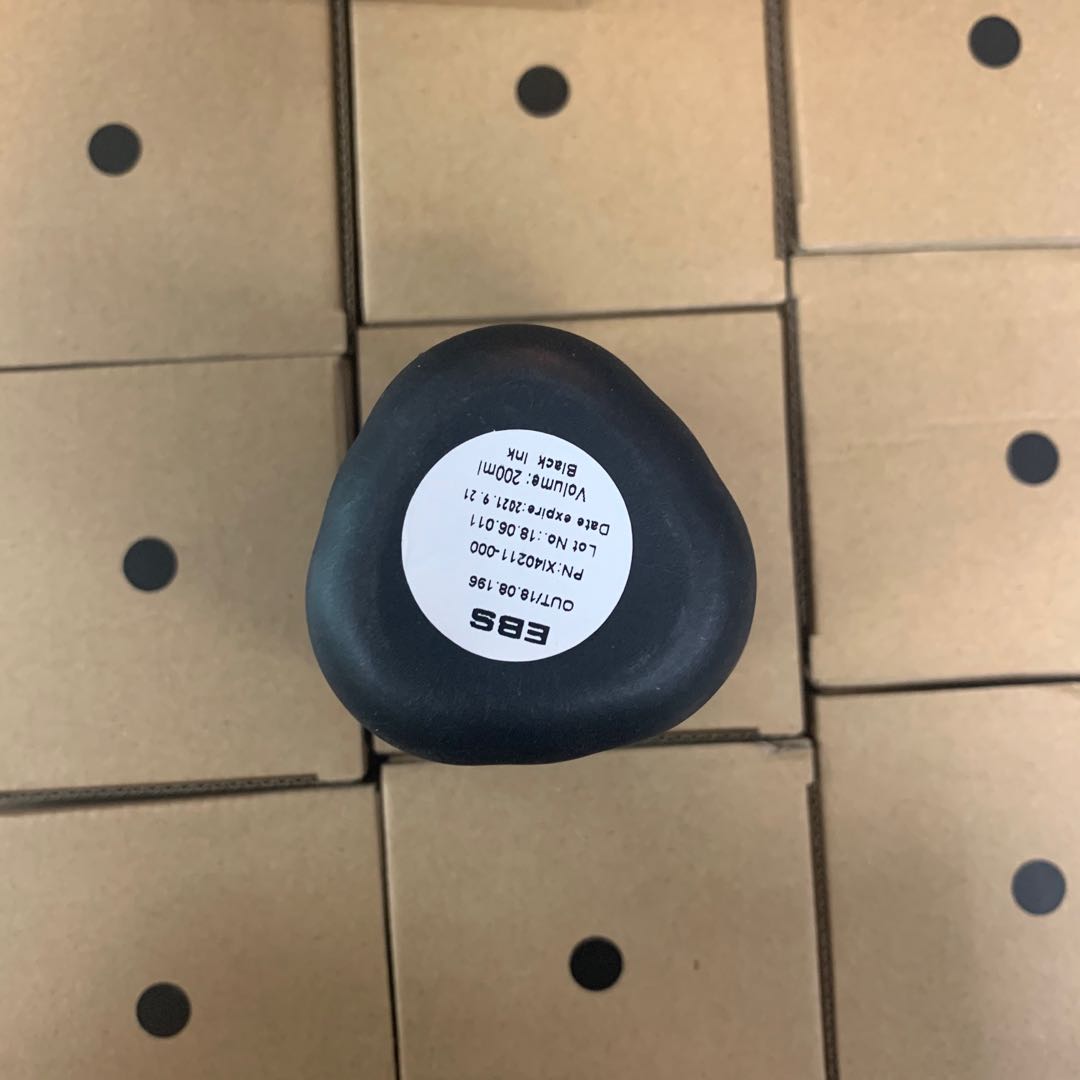 EBS
OUT/18.08.196
PN:XI40211-000
Lot No.:18.06.011
Date expire:2021.9.21
Volume: 200ml
Black Ink